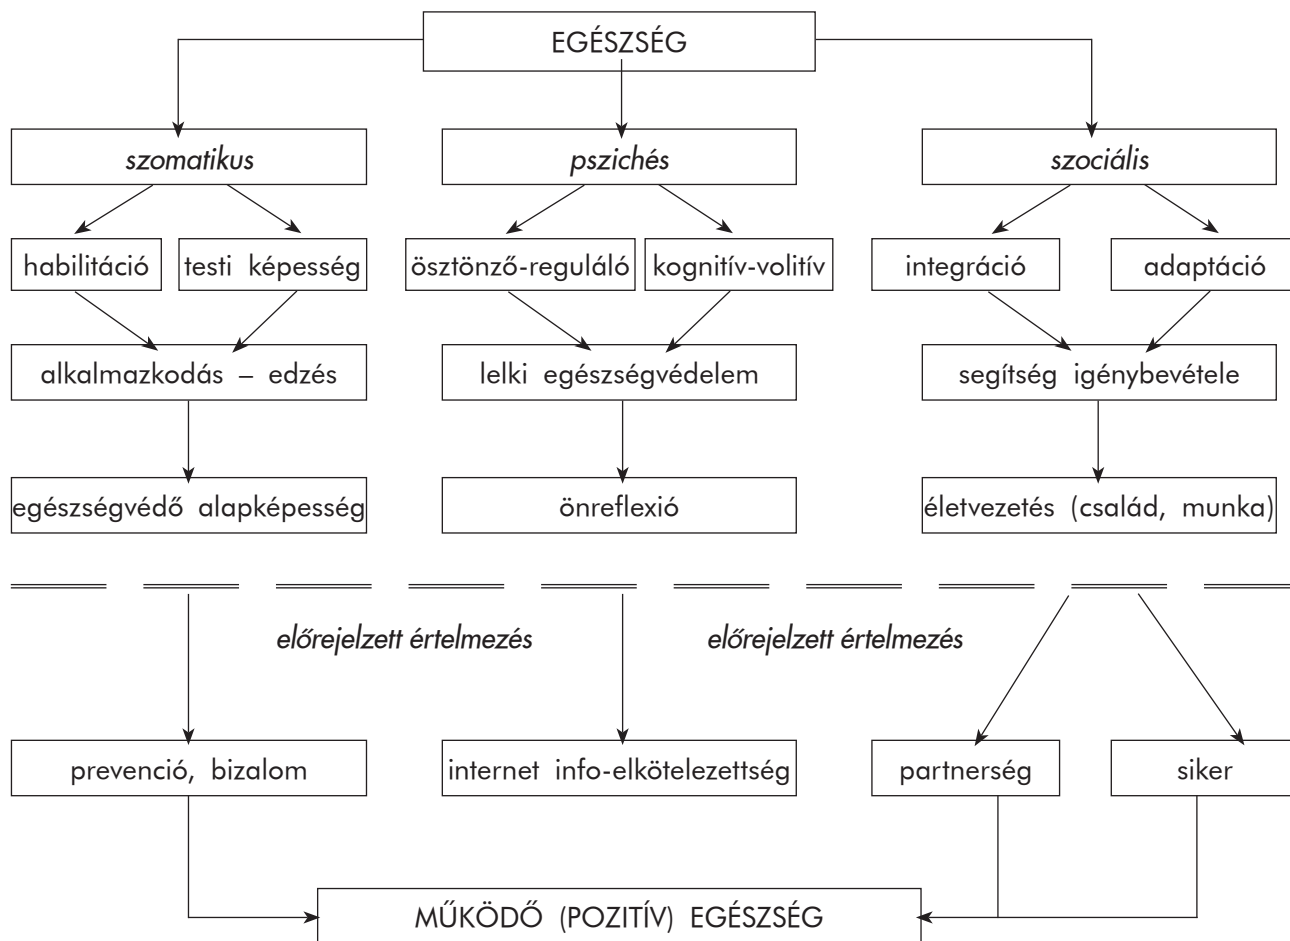 EGÉSZSÉG
szomatikus
pszichés
szociális
habilitáció
testi képesség
ösztönző-reguláló
kognitív-volitív
integráció
adaptáció
alkalmazkodás – edzés
lelki egészségvédelem
segítség igénybevétele
egészségvédő alapképesség
önreflexió
életvezetés (család, munka)
előrejelzett értelmezés
előrejelzett értelmezés
prevenció, bizalom
internet info-elkötelezettség
partnerség
siker
MŰKÖDŐ (POZITÍV) EGÉSZSÉG